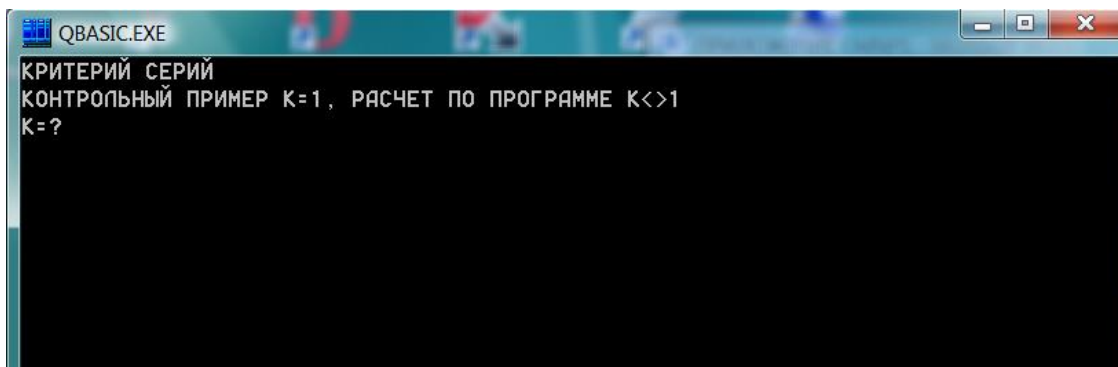 QBASIC.EXE
КРИТЕРИЙ СЕРИЙ
КОНТРОЛЬНЫЙ ПРИМЕР K=1, РАСЧЕТ ПО ПРОГРАММЕ K<>1
K=?